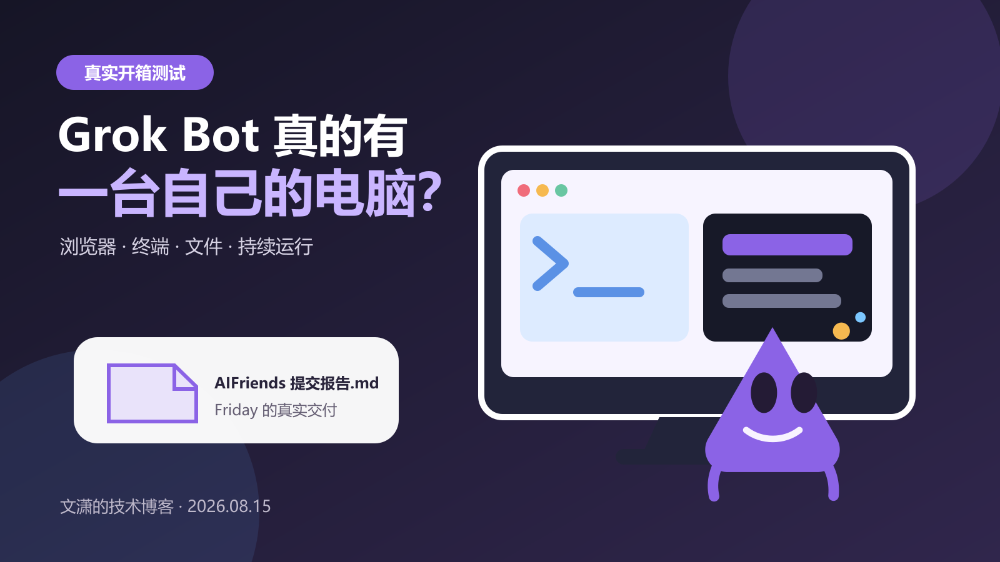 真实开箱测试
Grok Bot 真的有
一台自己的电脑?
浏览器 · 终端 · 文件 · 持续运行
AIFriends 提交报告.md
Friday 的真实交付
文潇的技术博客 · 2026.08.15